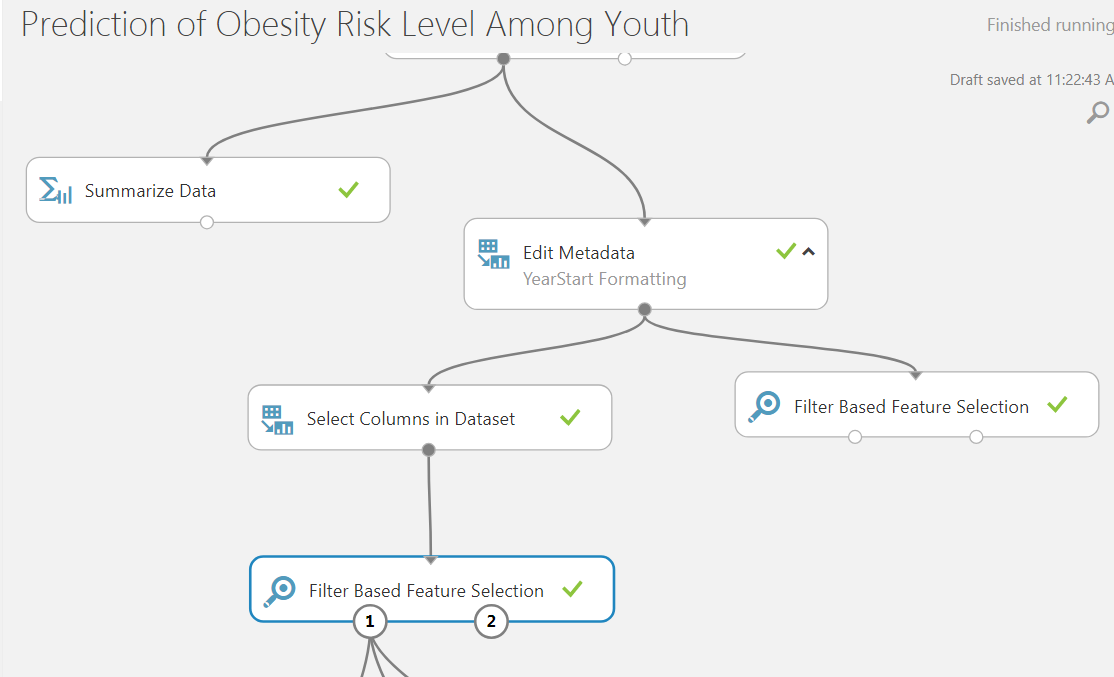 Prediction of Obesity Risk Level Among Youth
Finished running
Draft saved at 11:22:43 A
Summarize Data
Edit Metadata
YearStart Formatting
Select Columns in Dataset
Filter Based Feature Selection
Filter Based Feature Selection
1
2